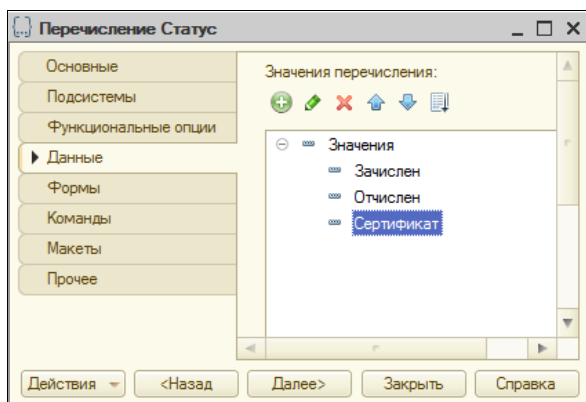 Перечисление Статус
Основные
Подсистемы
Функциональные опции
Данные
Формы
Команды
Макеты
Прочее
Значения перечисления:
Значения
Зачислен
Отчислен
Сертификат
Действия
<Назад
Далее>
Закрыть
Справка